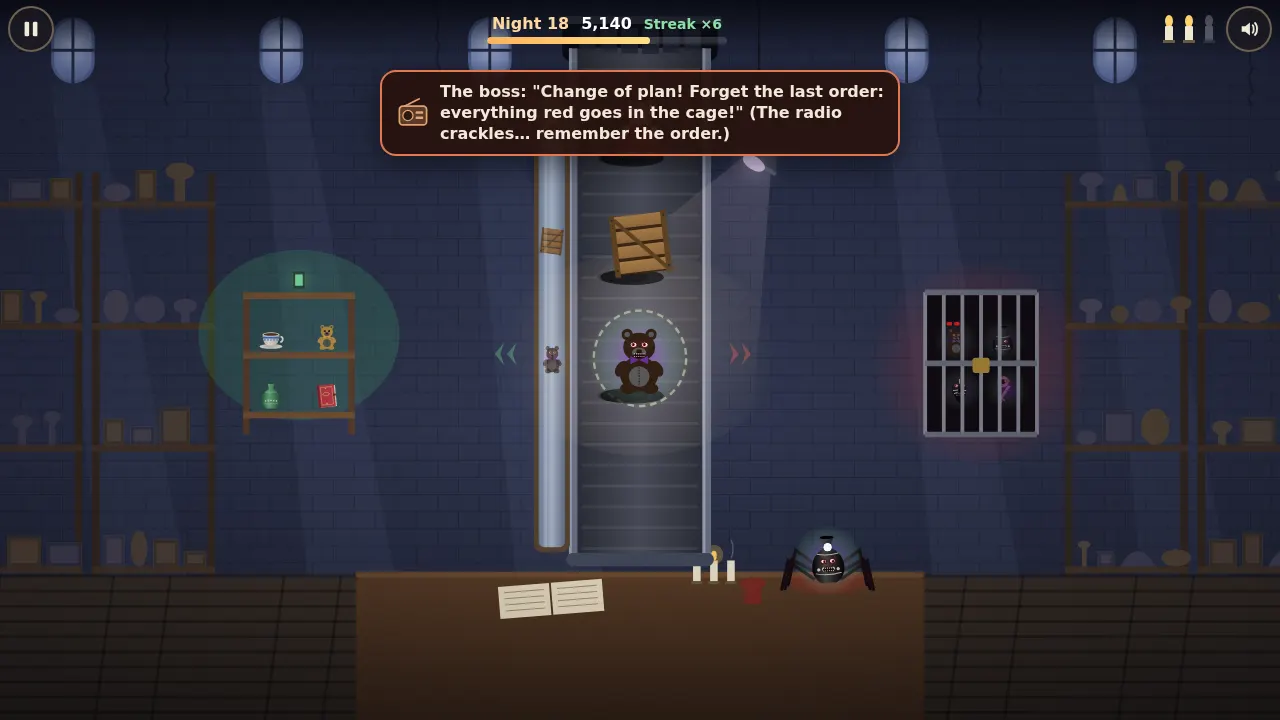 Night 18 5,140 Streak ×6
The boss: "Change of plan! Forget the last order:
everything red goes in the cage!" (The radio
crackles… remember the order.)